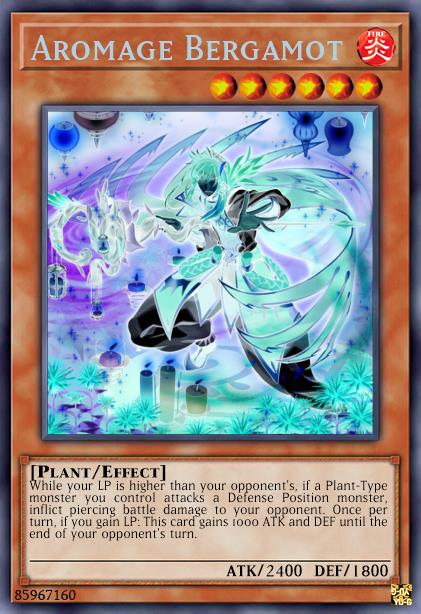 Aromage Bergamot
FIRE
炎
[Plant/Effect]
While your LP is higher than your opponent's, if a Plant-Type
monster you control attacks a Defense Position monster,
inflict piercing battle damage to your opponent. Once per
turn, if you gain LP: This card gains 1000 ATK and DEF until the
end of your opponent's turn.
ATK/2400 DEF/1800
85967160